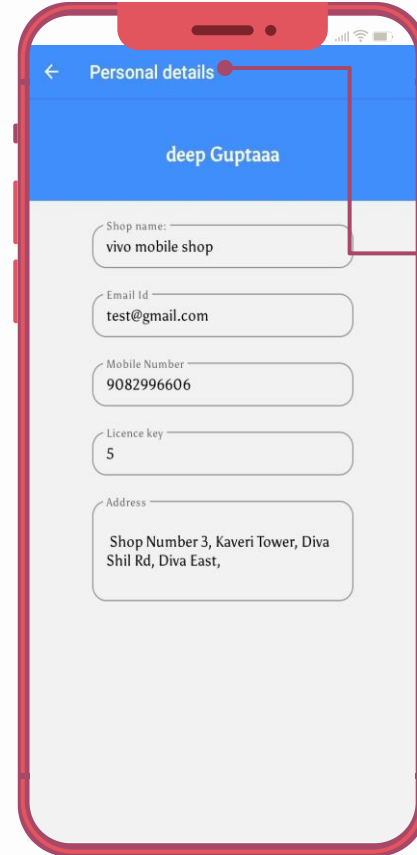 Personal details
deep Guptaaa
Shop name:
vivo mobile shop
Email Id
test@gmail.com
Mobile Number
9082996606
Licence key
5
Address
Shop Number 3, Kaveri Tower, Diva
Shil Rd, Diva East,